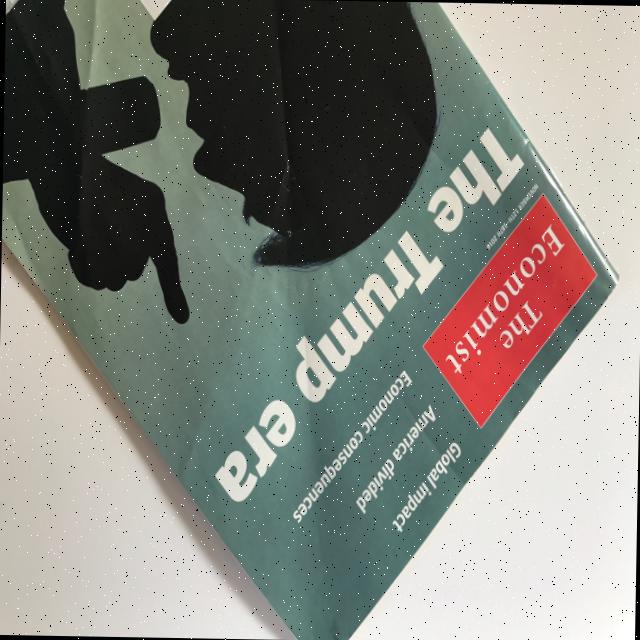 The
Economist
Global impact
America divided
Economic consequences
The Trump era